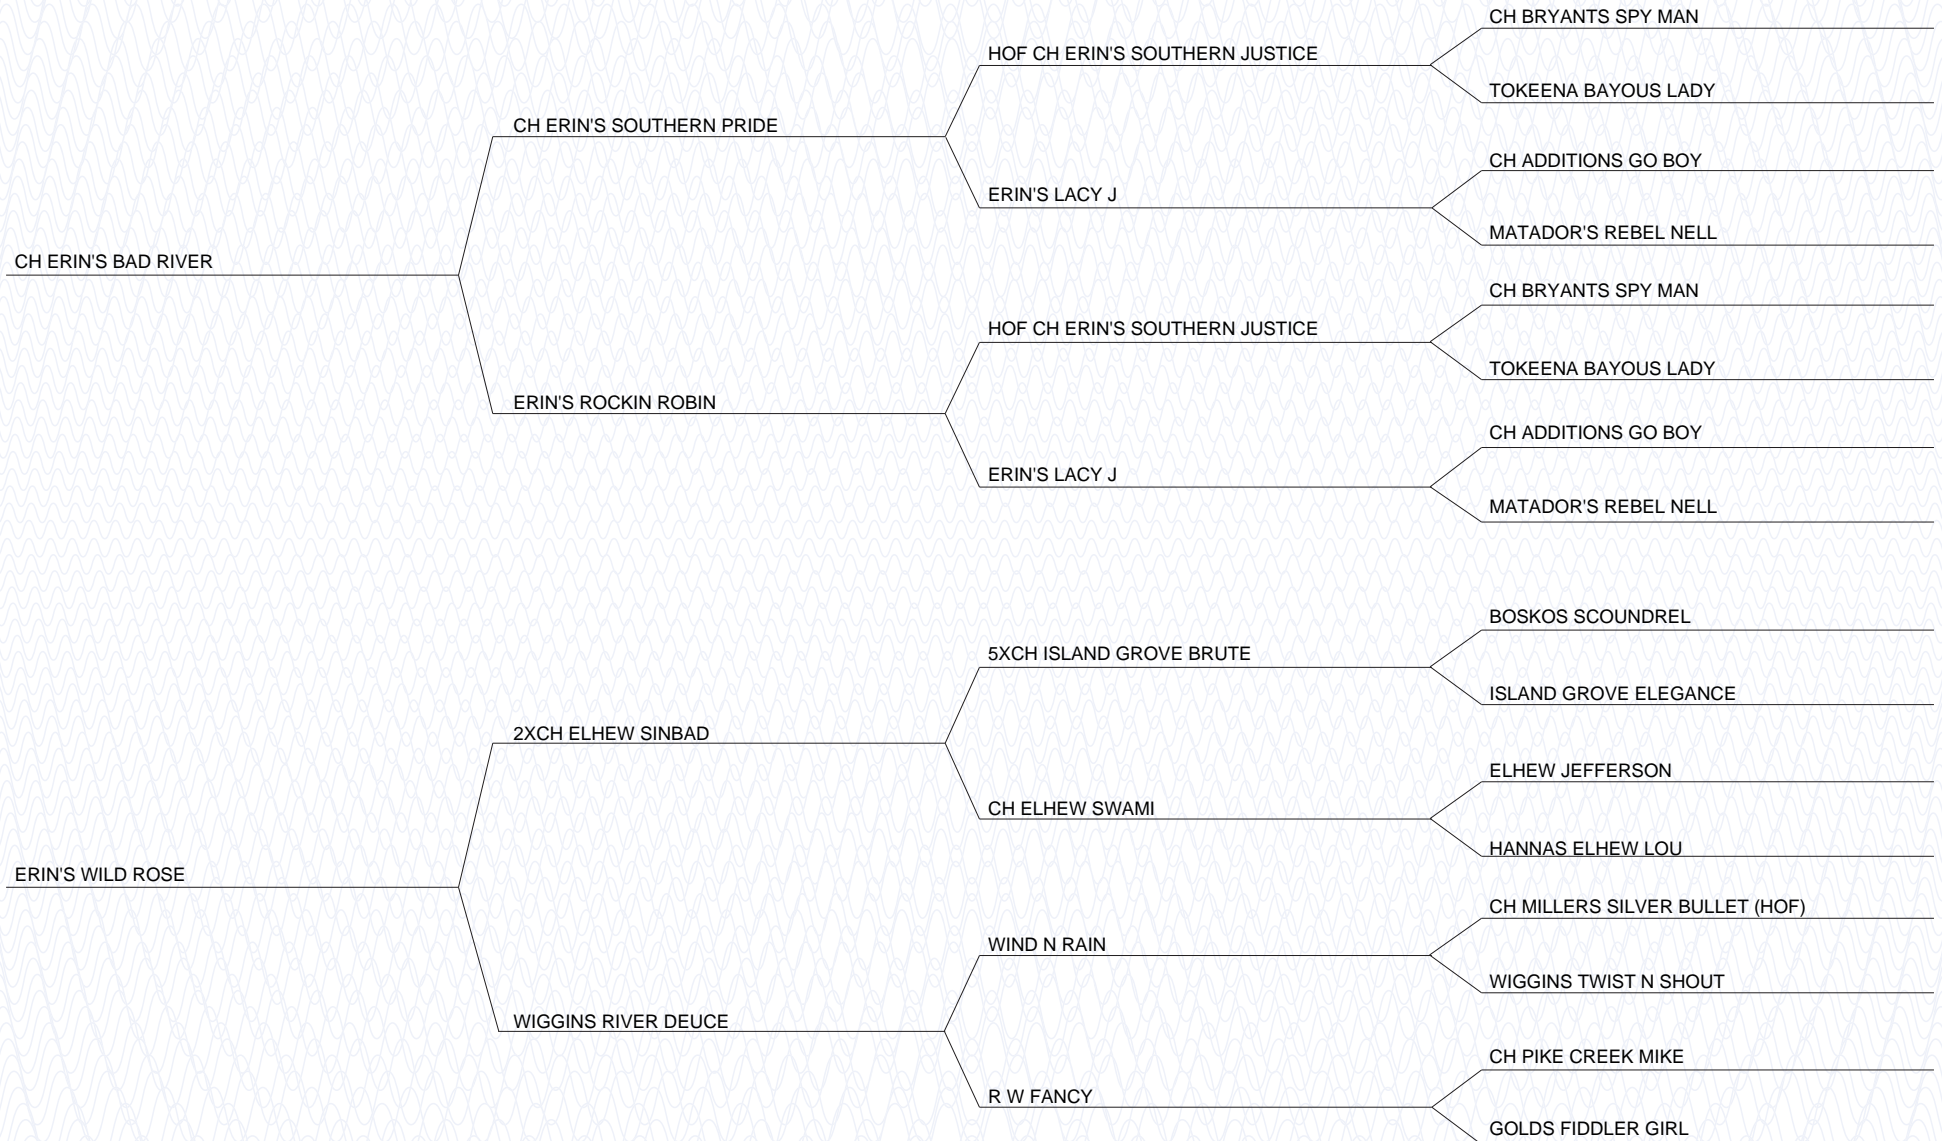 CH BRYANTS SPY MAN
HOF CH ERIN'S SOUTHERN JUSTICE
TOKEENA BAYOUS LADY
CH ERIN'S SOUTHERN PRIDE
CH ADDITIONS GO BOY
ERIN'S LACY J
MATADOR'S REBEL NELL
CH ERIN'S BAD RIVER
CH BRYANTS SPY MAN
HOF CH ERIN'S SOUTHERN JUSTICE
TOKEENA BAYOUS LADY
ERIN'S ROCKIN ROBIN
CH ADDITIONS GO BOY
ERIN'S LACY J
MATADOR'S REBEL NELL
BOSKOS SCOUNDREL
5XCH ISLAND GROVE BRUTE
ISLAND GROVE ELEGANCE
2XCH ELHEW SINBAD
ELHEW JEFFERSON
CH ELHEW SWAMI
HANNAS ELHEW LOU
ERIN'S WILD ROSE
CH MILLERS SILVER BULLET (HOF)
WIND N RAIN
WIGGINS TWIST N SHOUT
WIGGINS RIVER DEUCE
CH PIKE CREEK MIKE
R W FANCY
GOLDS FIDDLER GIRL